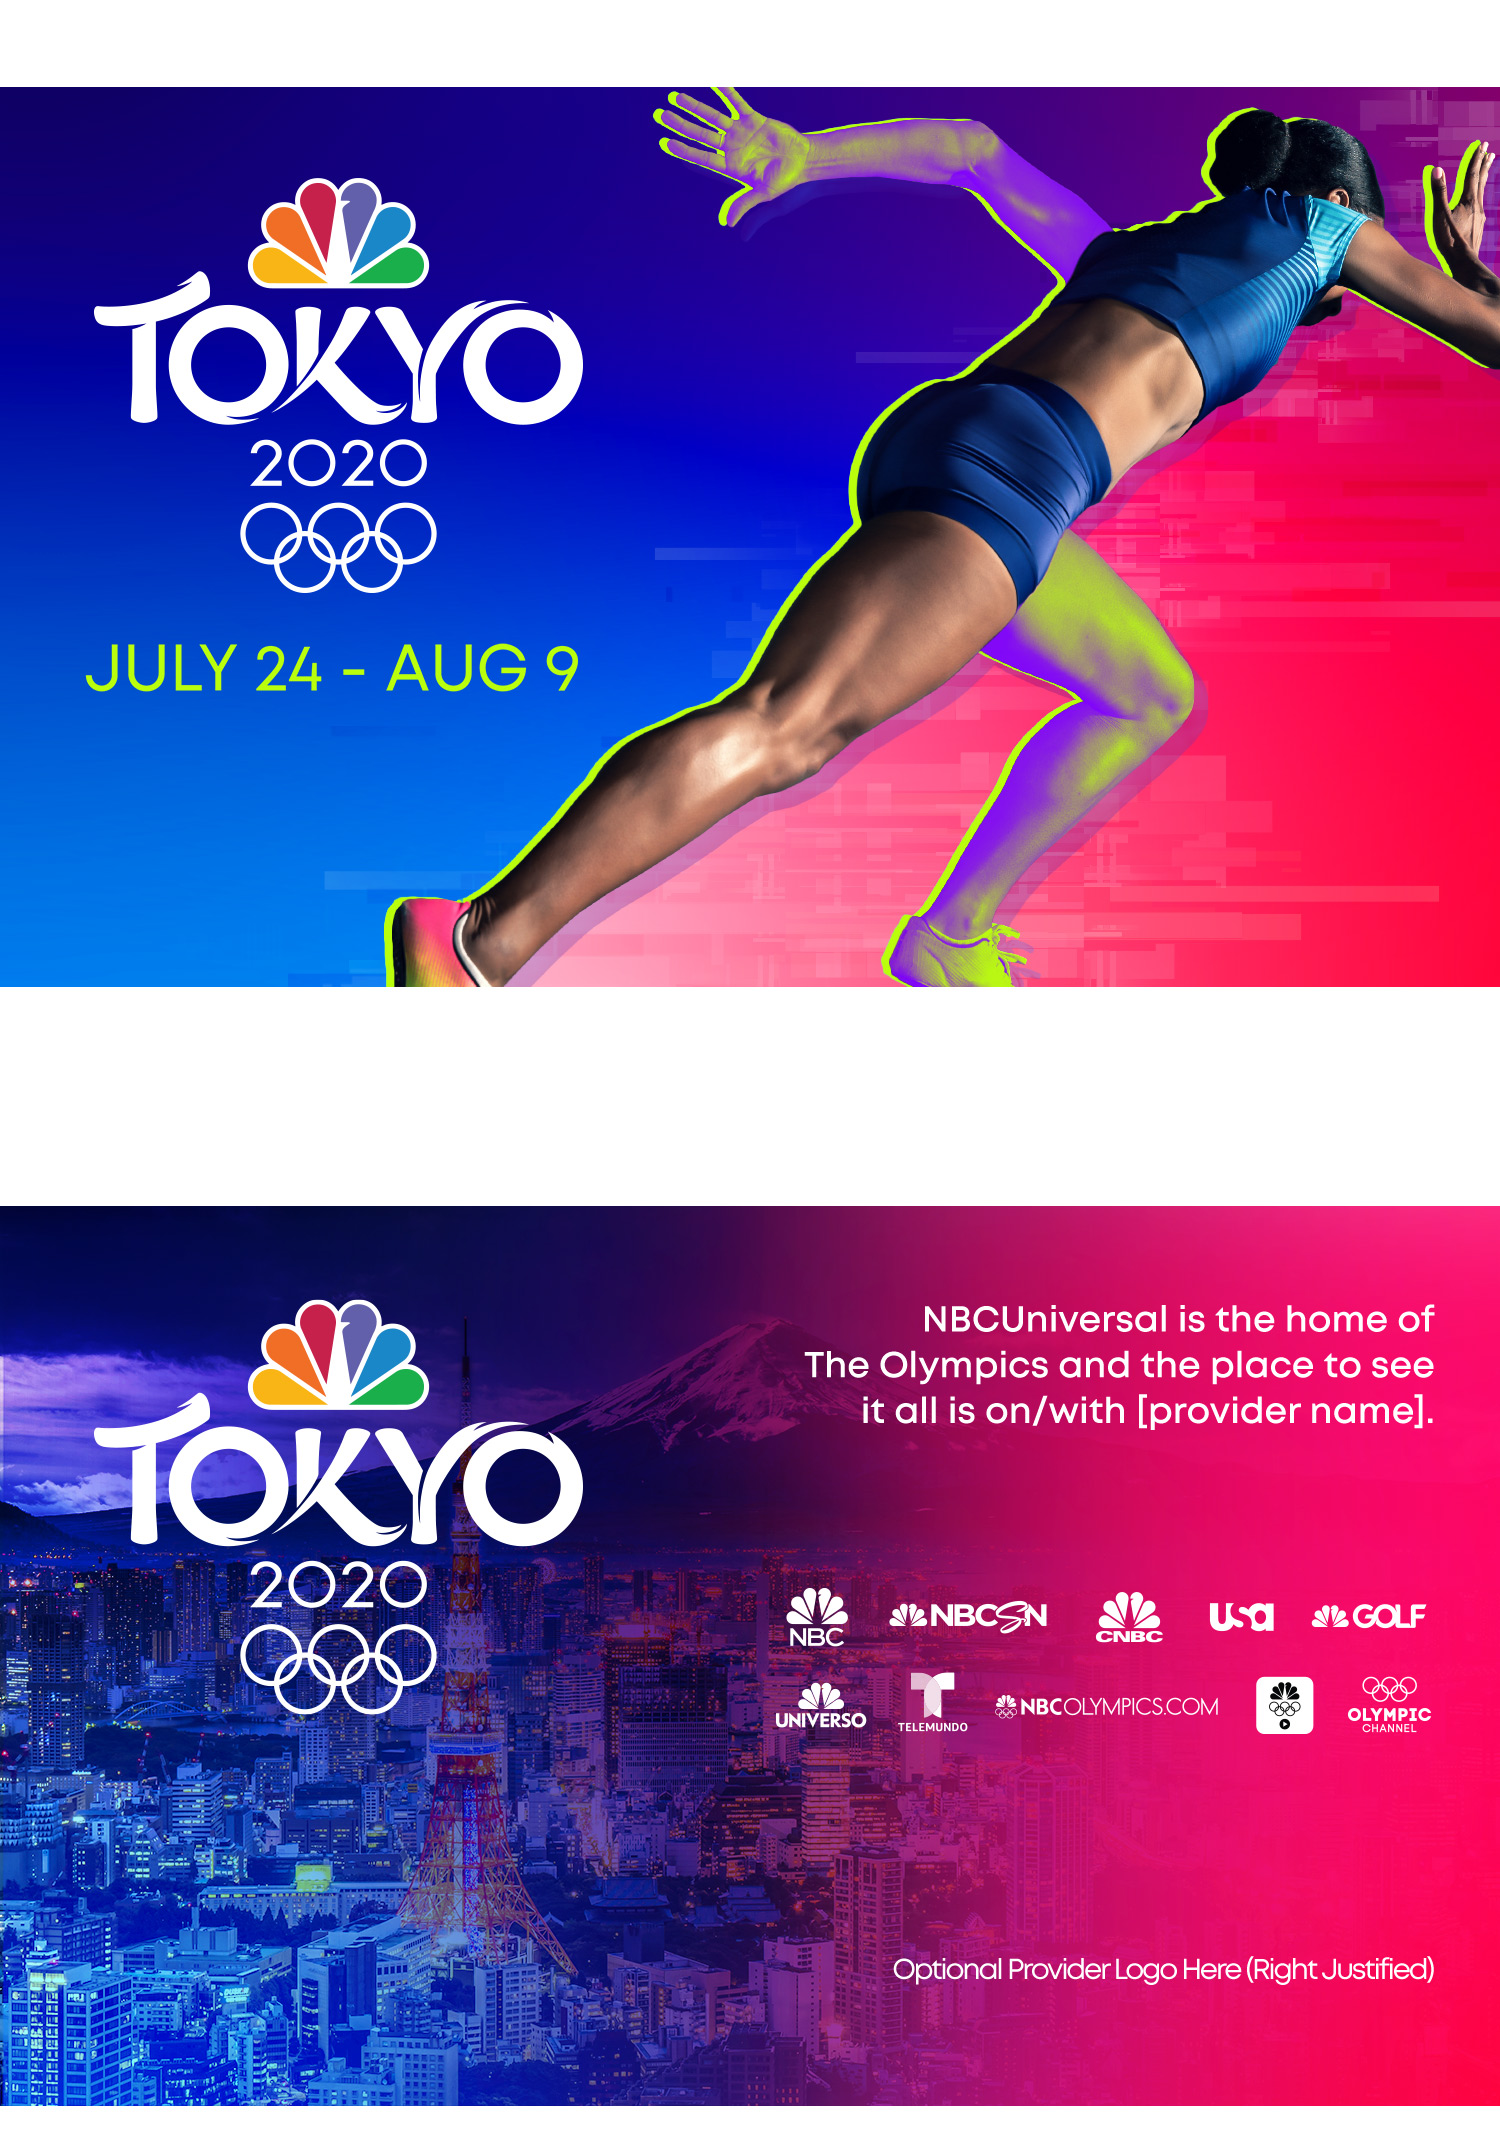 TOKYO
2020
JULY 24 - AUG 9
TOKYO
2020
NBCUniversal is the home of
The Olympics and the place to see
it all is on/with [provider name].
NBC NBCSN CNBC usa GOLF
UNIVERSO TELEMUNDO NBCOLYMPICS.COM OLYMPIC
CHANNEL
Optional Provider Logo Here (Right Justified)